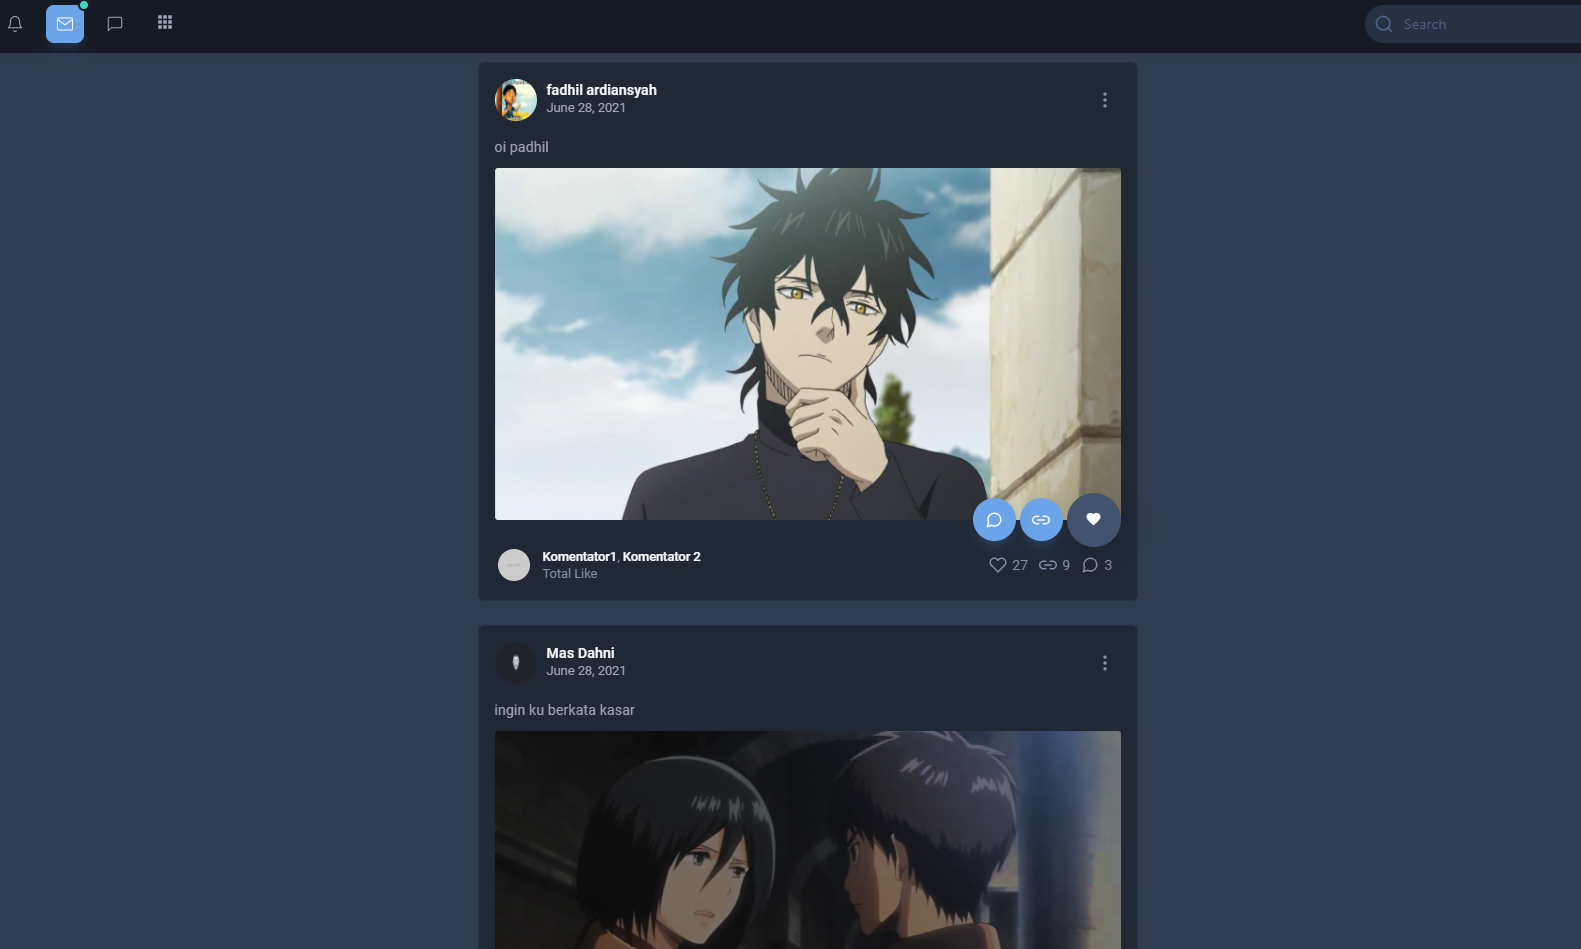 Search
fadhil ardiansyah
June 28, 2021
oi padhil
Komentator1, Komentator 2
Total Like
27 9 3
Mas Dahni
June 28, 2021
ingin ku berkata kasar